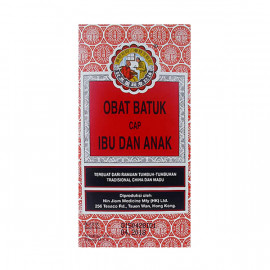 OBAT BATUK
CAP
IBU DAN ANAK
TERBUAT DARI RAMUAN TUMBUH-TUMBUHAN
TRADISIONAL CHINA DAN MADU
Diproduksi oleh:
Nin Jiom Medicine Mfy (HK) Ltd.
Tsuen Wan, Hong Kong.